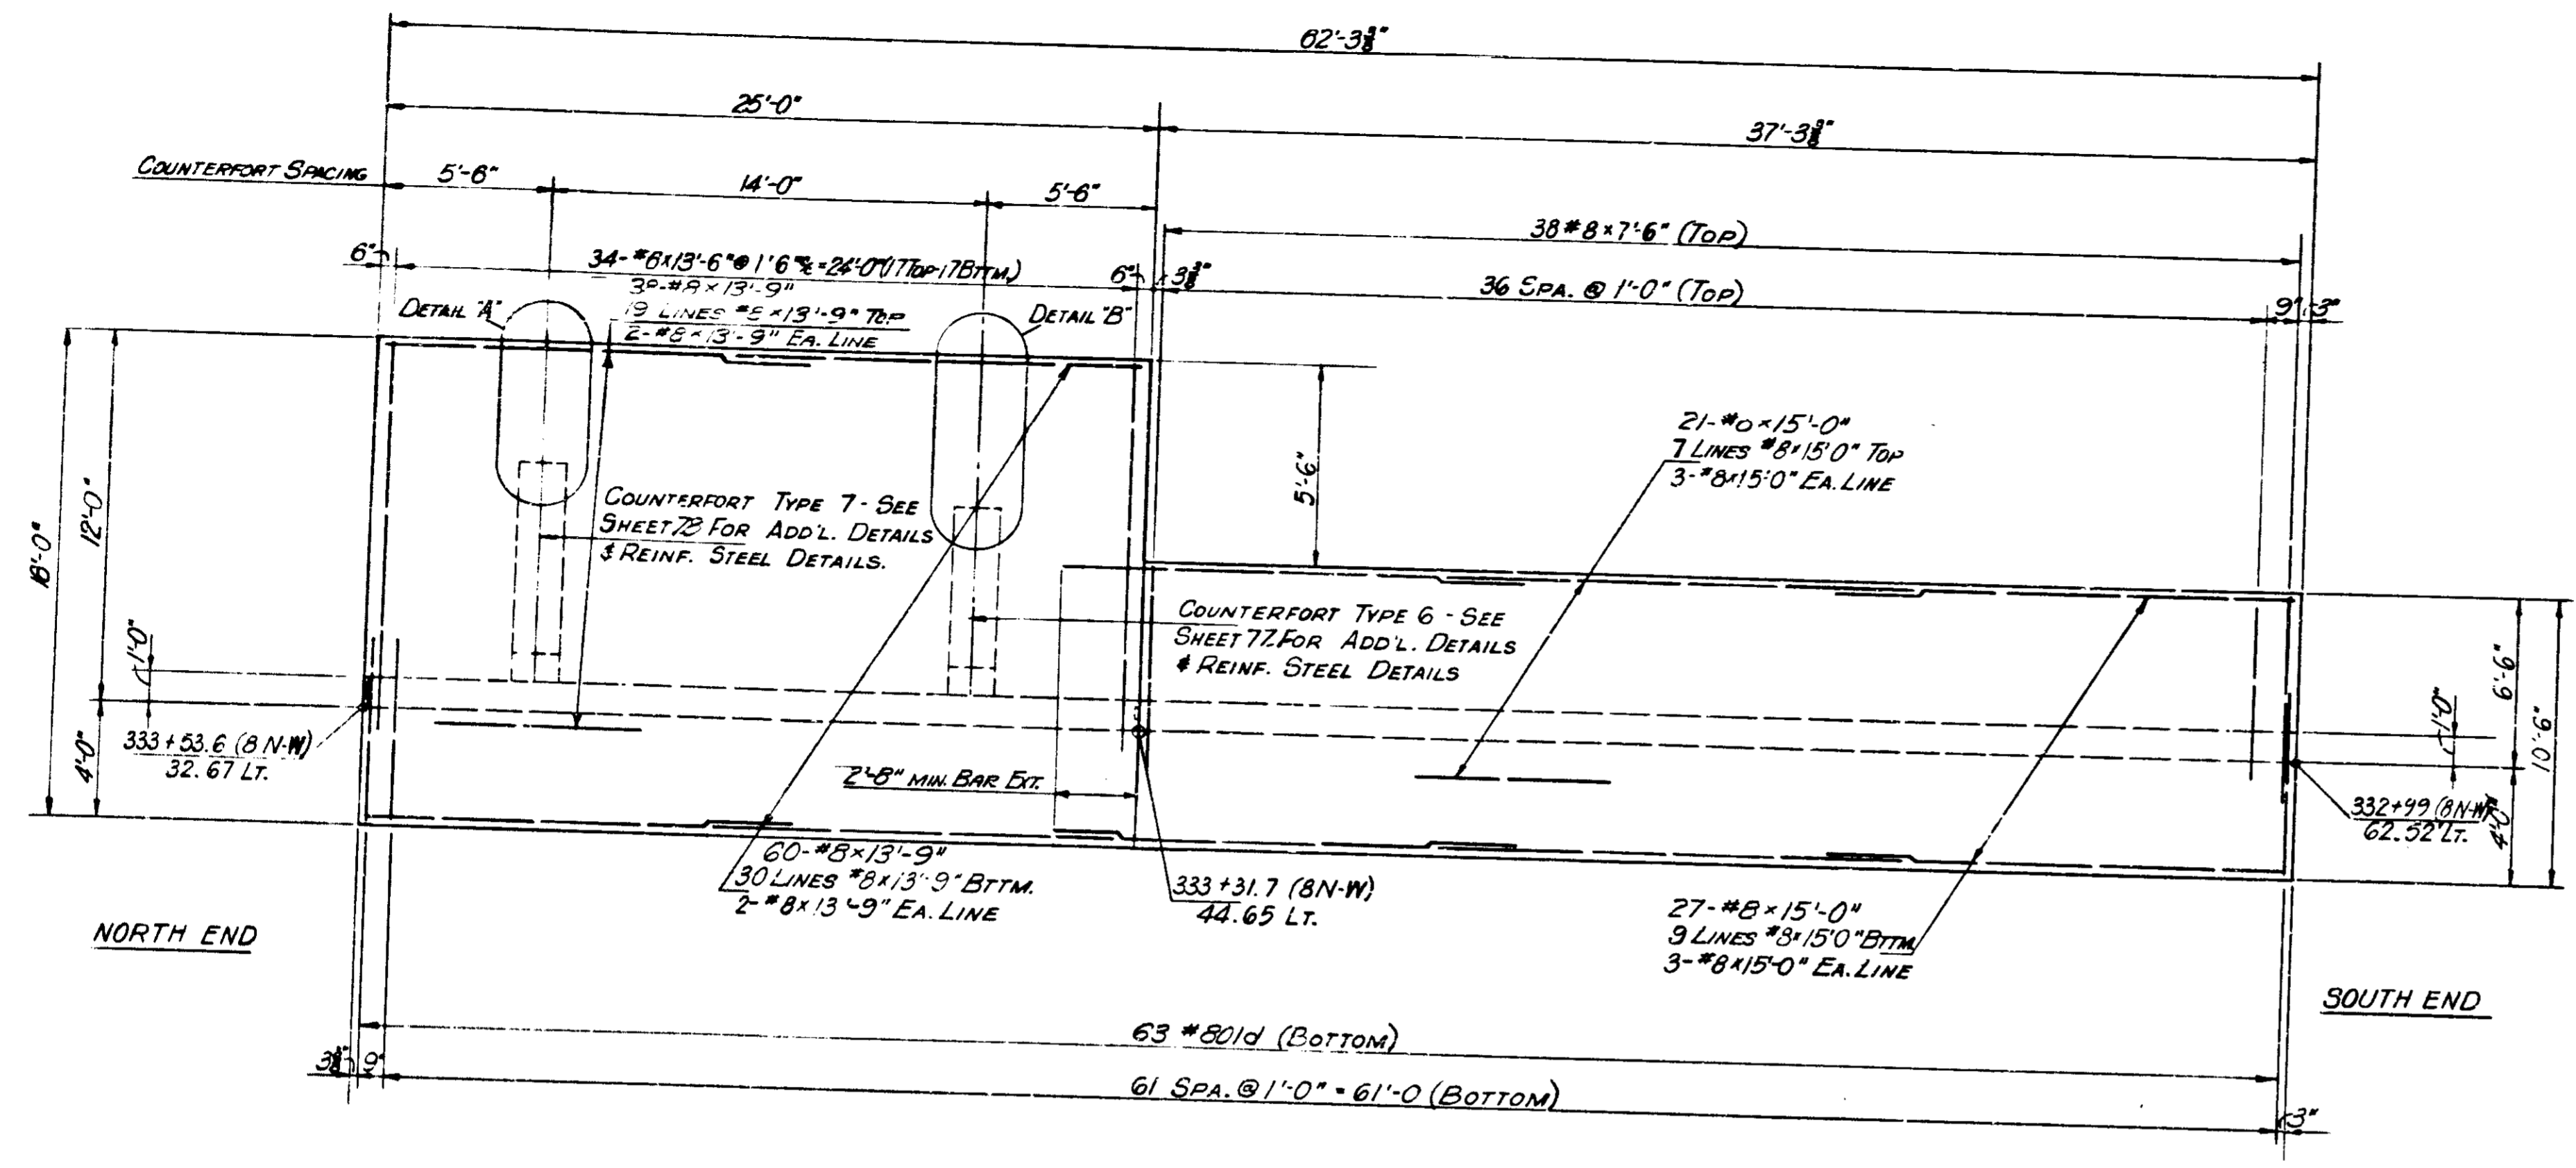 62'-3⅜"
25'-0"
37'-3⅜"
COUNTERFORT SPACING
5'-6"
14'-0"
5'-6"
38 #8 x 7'-6" (TOP)
6"
34-#8x13'-6" @ 1'6" ℄ = 24'-0" (17 TOP-17 BTTM.)
6"
3⅜"
36 SPA. @ 1'-0" (TOP)
9"
3"
38-#8 x 13'-9"
19 LINES #8 x 13'-9" TOP
2-#8 x 13'-9" EA. LINE
DETAIL "A"
DETAIL "B"
18'-0"
12'-0"
1'-0"
4'-0"
5'-6"
21-#8 x 15'-0"
7 LINES #8 x 15'0" TOP
3-#8x15'-0" EA. LINE
COUNTERFORT TYPE 7 - SEE
SHEET 78 FOR ADD'L. DETAILS
& REINF. STEEL DETAILS.
COUNTERFORT TYPE 6 - SEE
SHEET 77 FOR ADD'L. DETAILS
& REINF. STEEL DETAILS
6'-6"
1'-0"
10'-6"
4'-0"
333+53.6 (8 N-W)
32.67 LT.
2'-8" MIN. BAR EXT.
332+99 (8N-W)
62.52 LT.
60-#8 x 13'-9"
30 LINES #8 x 13'-9" BTTM.
2-#8 x 13'-9" EA. LINE
333+31.7 (8N-W)
44.65 LT.
27-#8 x 15'-0"
9 LINES #8 x 15'0" BTTM
3-#8 x 15'-0" EA. LINE
NORTH END
SOUTH END
63 #801d (BOTTOM)
9"
61 SPA. @ 1'-0" = 61'-0 (BOTTOM)
3"